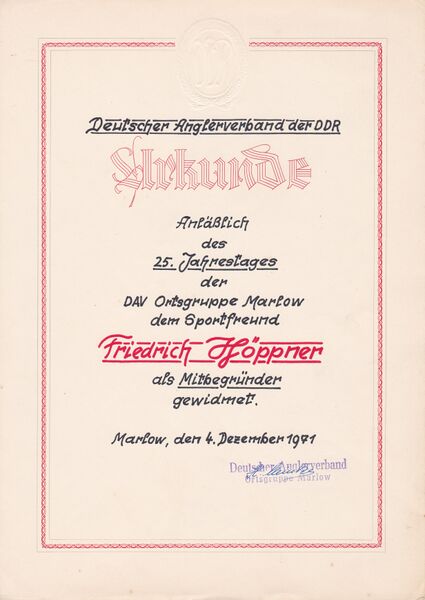 Deutscher Anglerverband der DDR
Urkunde
Anläßlich
des
25. Jahrestages
der
DAV Ortsgruppe Marlow
dem Sportfreund
Friedrich Höppner
als Mitbegründer
gewidmet.
Marlow, den 4. Dezember 1971
Deutscher Anglerverband
Ortsgruppe Marlow